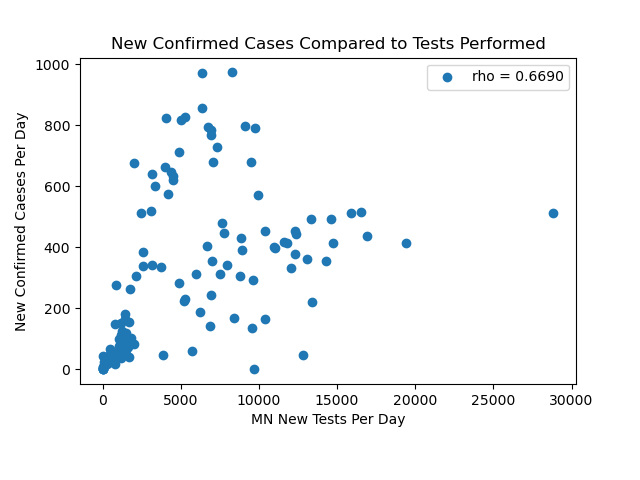 New Confirmed Cases Compared to Tests Performed
rho = 0.6690
New Confirmed Caeses Per Day
1000
800
600
400
200
0
0 5000 10000 15000 20000 25000 30000
MN New Tests Per Day